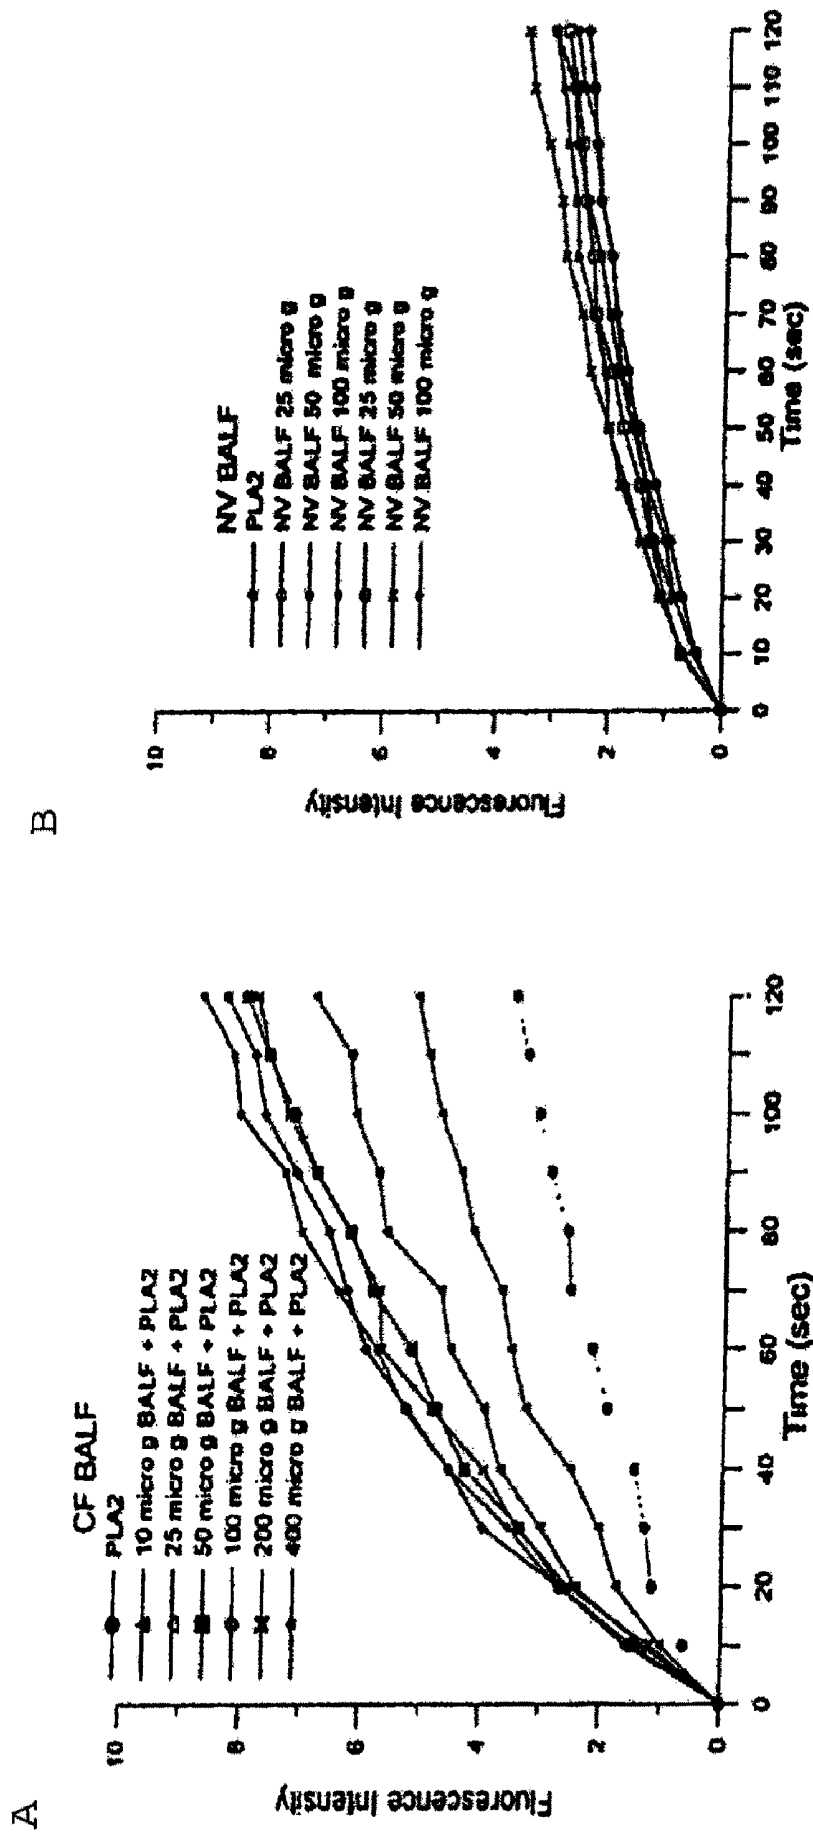 A
CF BALF
PLA2
10 micro g BALF + PLA2
25 micro g BALF + PLA2
50 micro g BALF + PLA2
100 micro g BALF + PLA2
200 micro g BALF + PLA2
400 micro g BALF + PLA2
Fluorescence Intensity
10
8
6
4
2
0
0 20 40 60 80 100 120
Time (sec)
B
NV BALF
PLA2
NV BALF 25 micro g
NV BALF 50 micro g
NV BALF 100 micro g
NV BALF 25 micro g
NV BALF 50 micro g
NV BALF 100 micro g
Fluorescence Intensity
10
8
6
4
2
0
0 10 20 30 40 50 60 70 80 90 100 110 120
Time (sec)